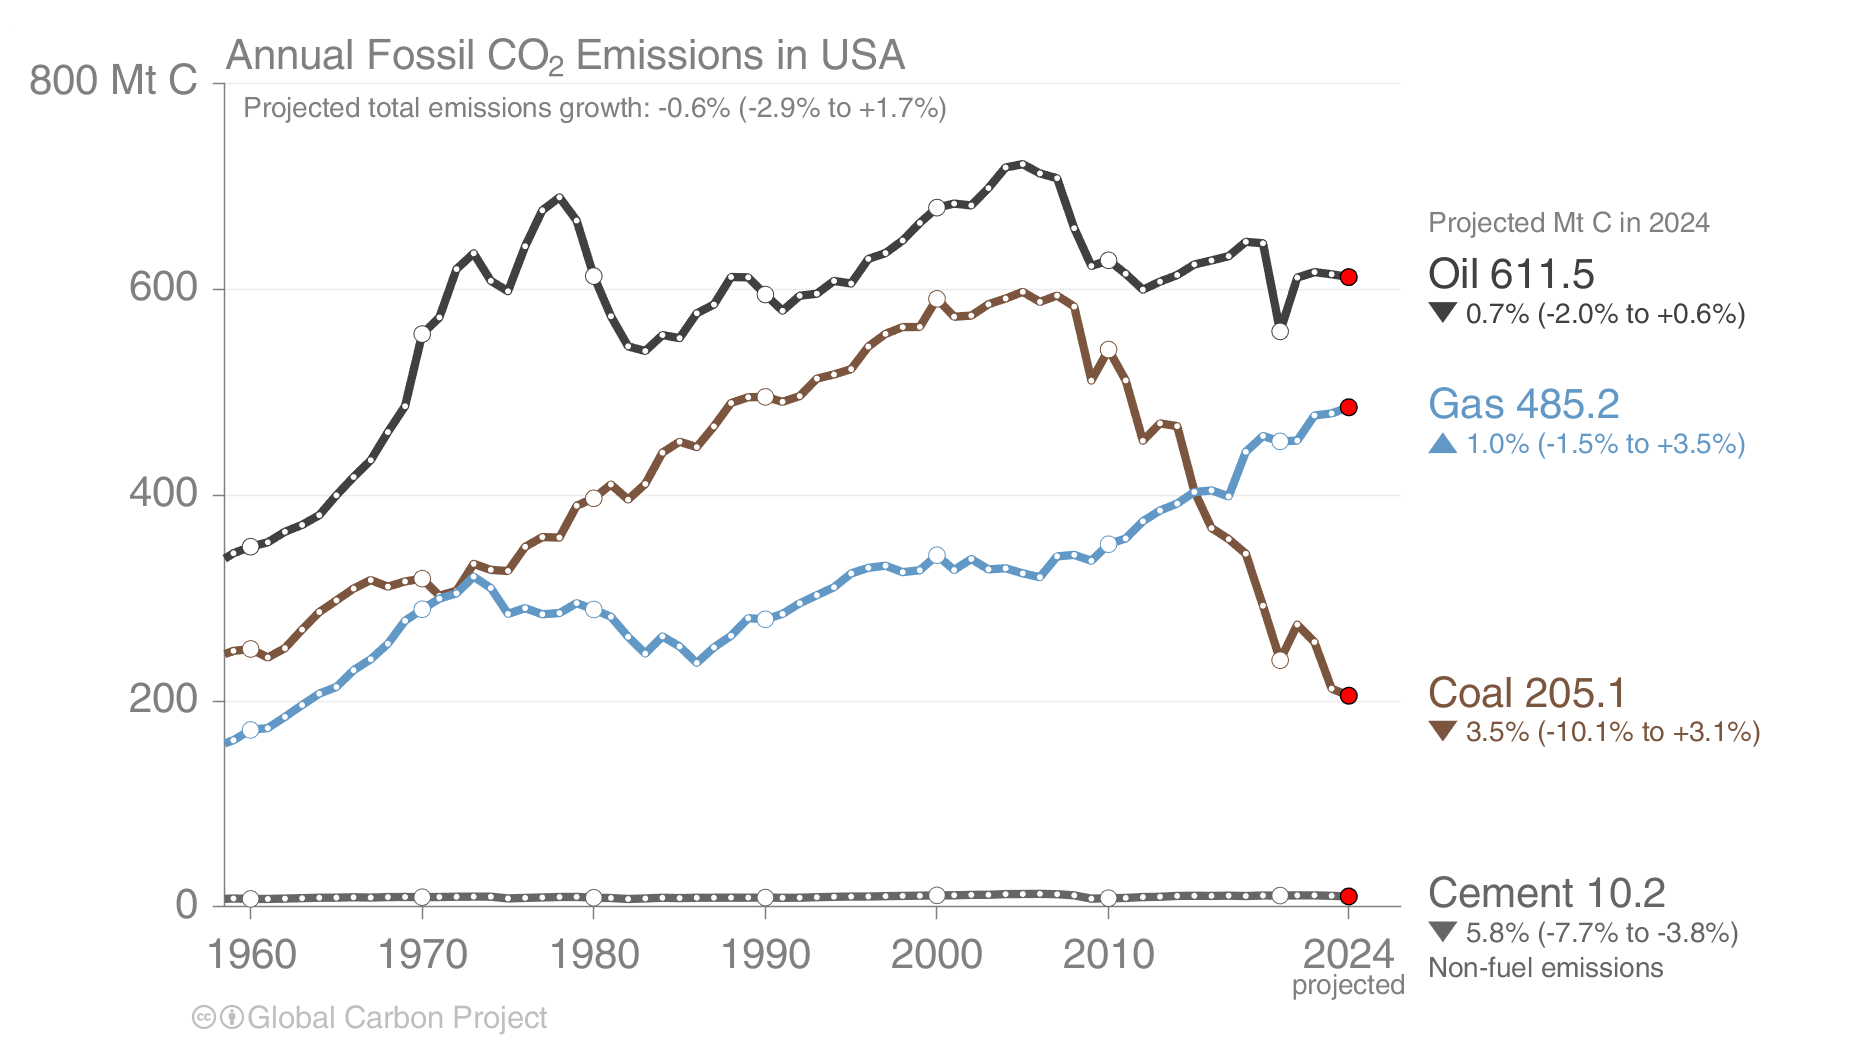 Annual Fossil CO₂ Emissions in USA
800 Mt C
Projected total emissions growth: -0.6% (-2.9% to +1.7%)
600
400
200
0
Projected Mt C in 2024
Oil 611.5
▼ 0.7% (-2.0% to +0.6%)
Gas 485.2
▲ 1.0% (-1.5% to +3.5%)
Coal 205.1
▼ 3.5% (-10.1% to +3.1%)
Cement 10.2
▼ 5.8% (-7.7% to -3.8%)
Non-fuel emissions
1960 1970 1980 1990 2000 2010 2024
projected
cc Global Carbon Project